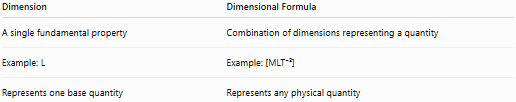 Dimension Dimensional Formula
A single fundamental property Combination of dimensions representing a quantity
Example: L Example: [MLT⁻²]
Represents one base quantity Represents any physical quantity